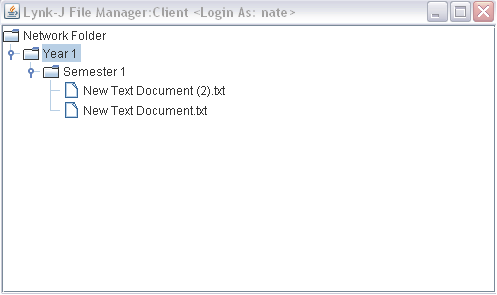 Lynk-J File Manager:Client <Login As: nate>
Network Folder
Year 1
Semester 1
New Text Document (2).txt
New Text Document.txt